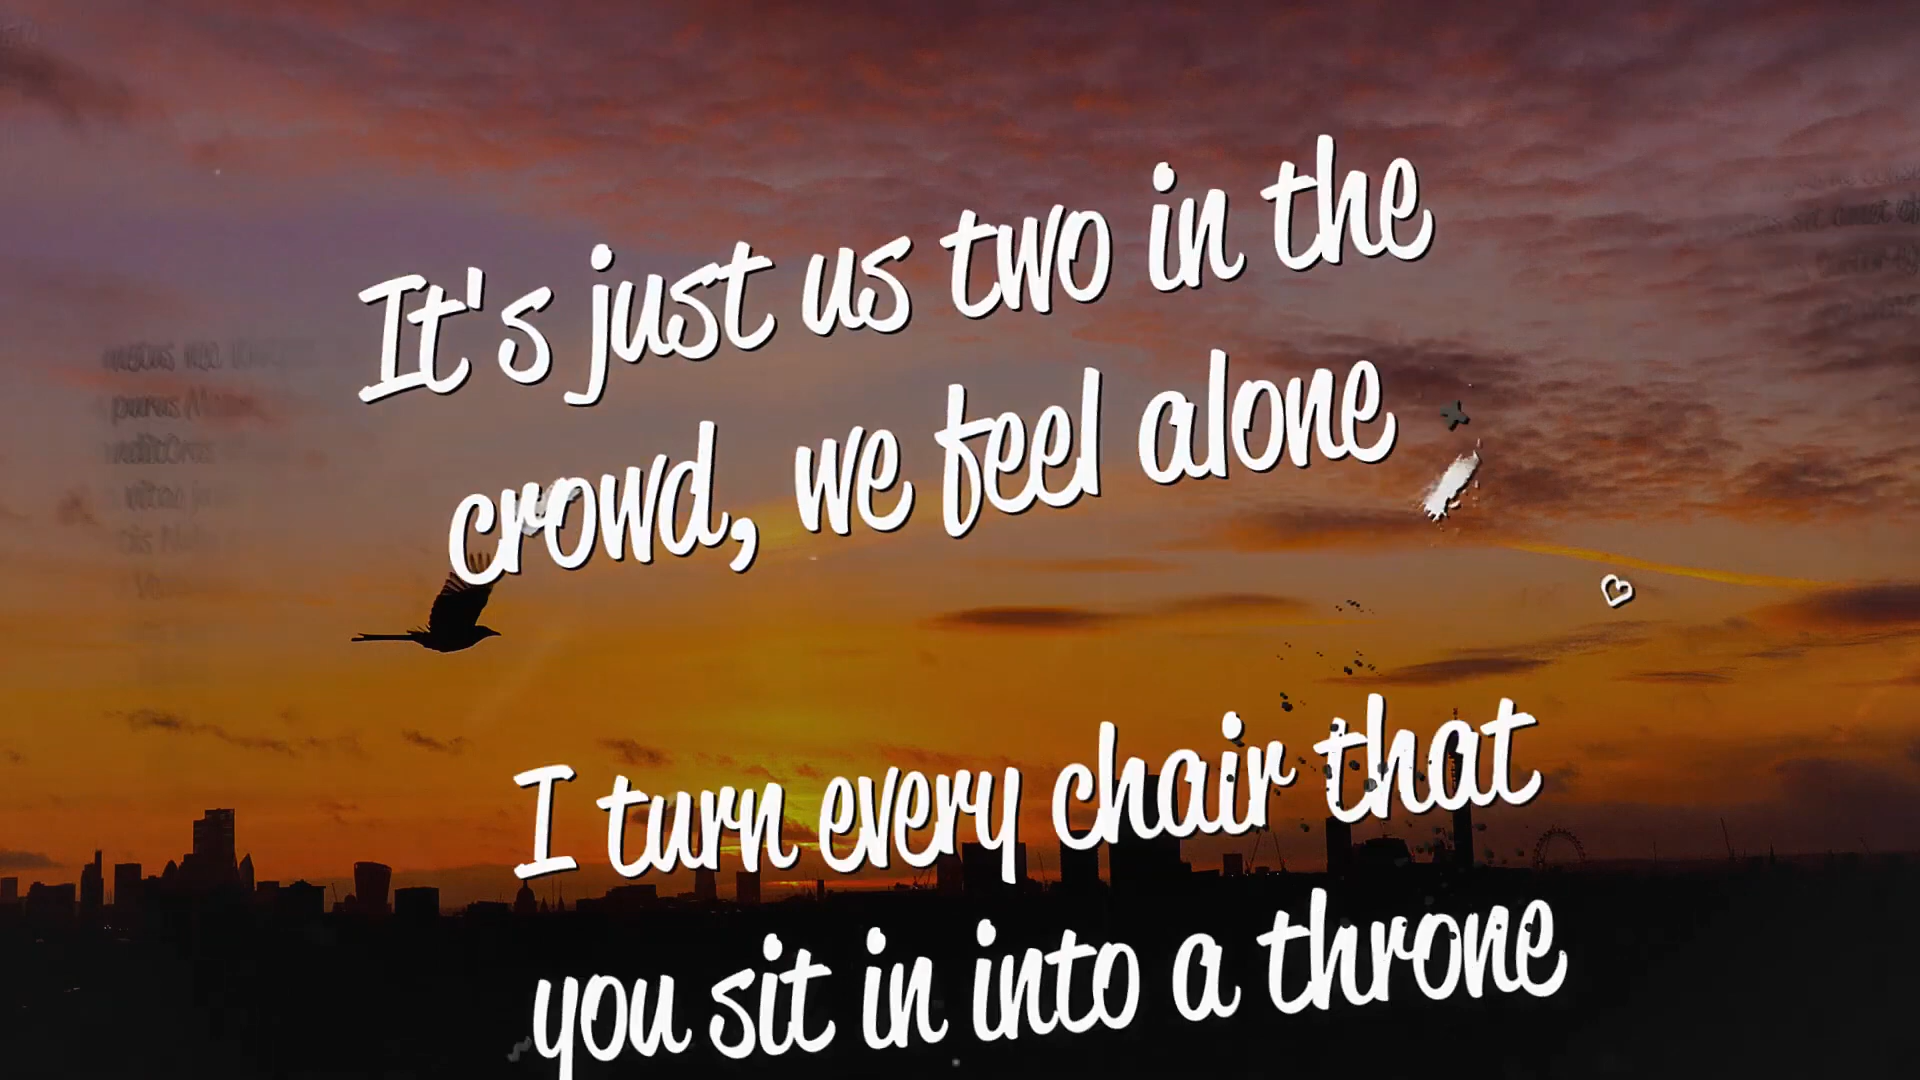 It's just us two in the
crowd, we feel alone
I turn every chair that
you sit in into a throne